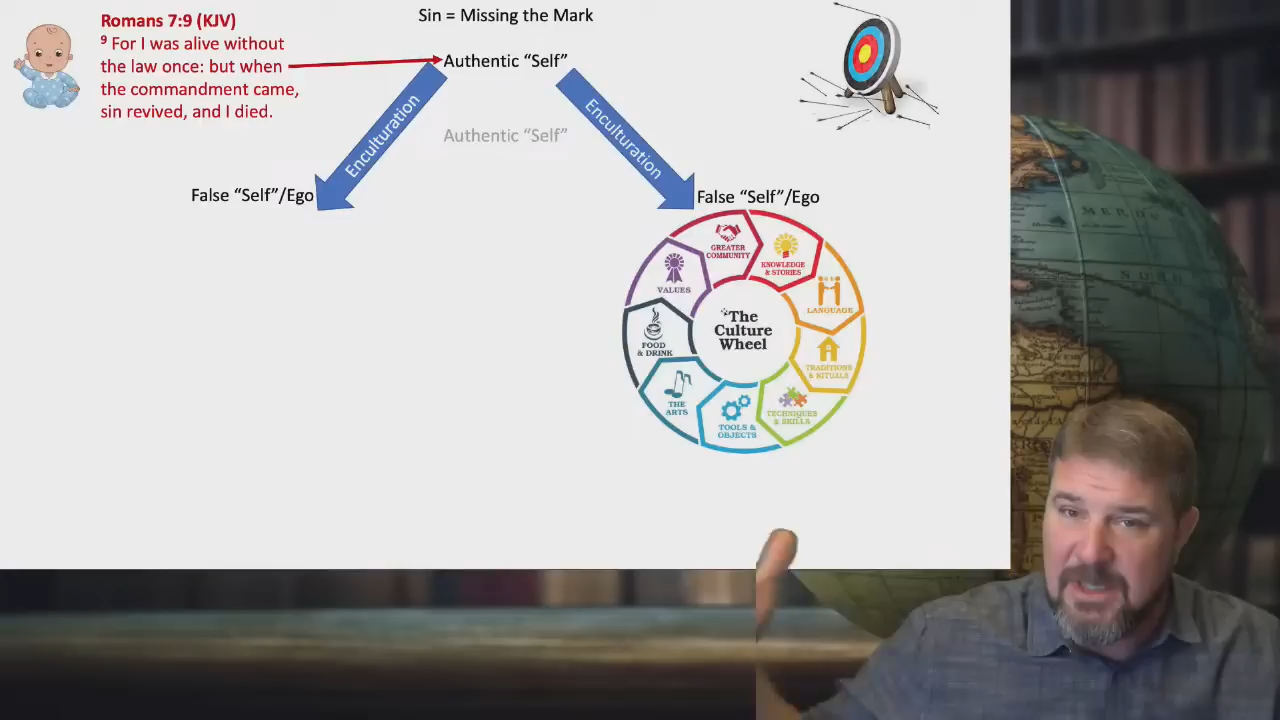 Romans 7:9 (KJV)
9 For I was alive without
the law once: but when
the commandment came,
sin revived, and I died.
Sin = Missing the Mark
Authentic “Self”
Enculturation
Enculturation
Authentic “Self”
False “Self”/Ego
False “Self”/Ego
GREATER
COMMUNITY
KNOWLEDGE
& STORIES
LANGUAGE
TRADITIONS
& RITUALS
TECHNIQUES
& SKILLS
TOOLS &
OBJECTS
THE
ARTS
FOOD
& DRINK
VALUES
The
Culture
Wheel